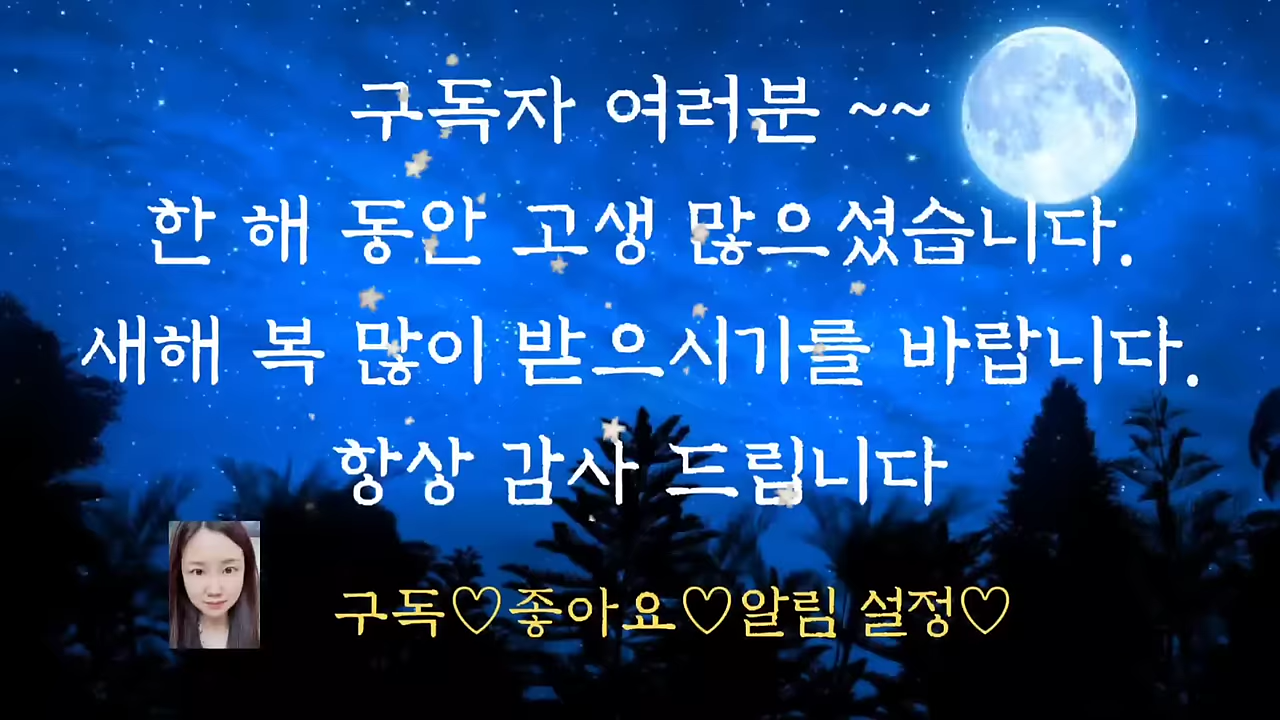 구독자 여러분 ~~
한 해 동안 고생 많으셨습니다.
새해 복 많이 받으시기를 바랍니다.
항상 감사 드립니다
구독♡좋아요♡알림 설정♡